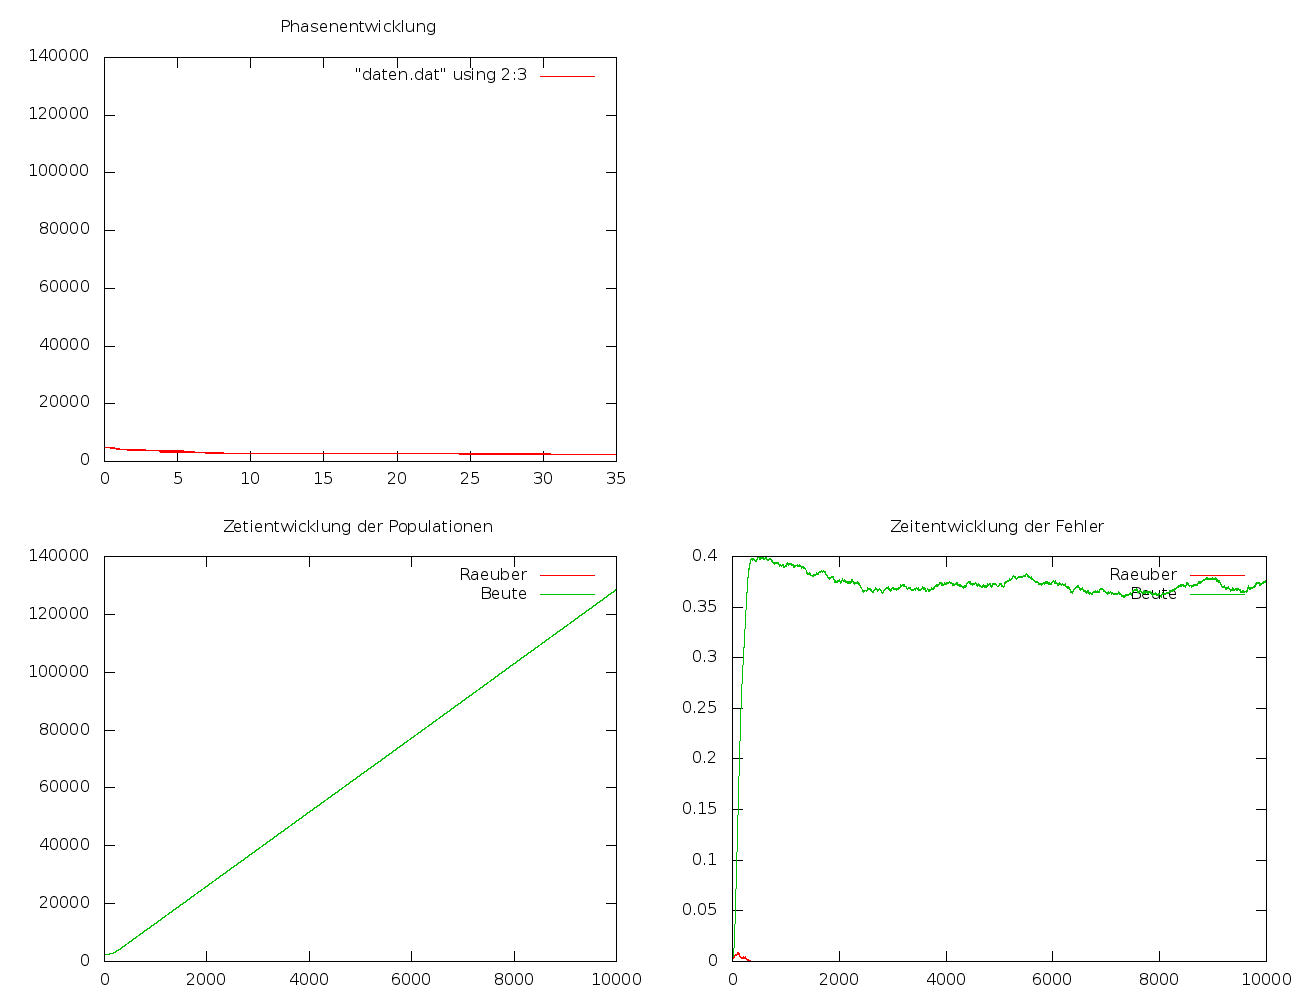 Phasenentwicklung
140000
"daten.dat" using 2:3
120000
100000
80000
60000
40000
20000
0
0 5 10 15 20 25 30 35
Zetientwicklung der Populationen
140000
Raeuber
Beute
120000
100000
80000
60000
40000
20000
0
0 2000 4000 6000 8000 10000
Zeitentwicklung der Fehler
0.4
Raeuber
Beute
0.35
0.3
0.25
0.2
0.15
0.1
0.05
0
0 2000 4000 6000 8000 10000